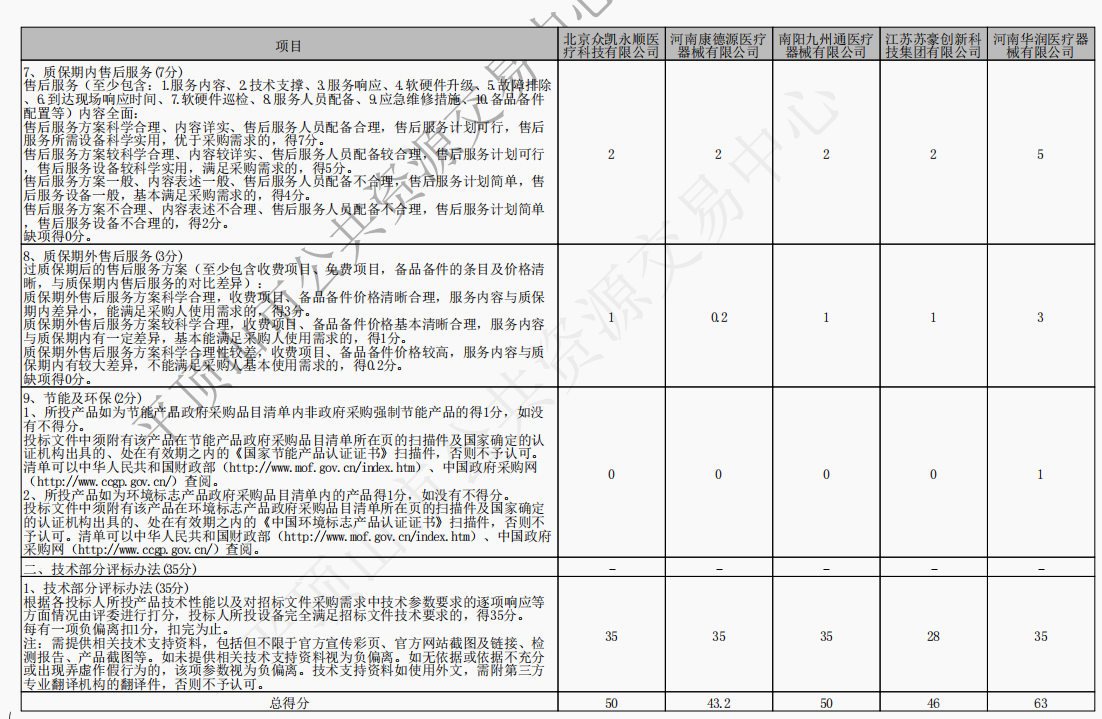 项目 北京众凯永顺医疗科技有限公司 河南康德源医疗器械有限公司 南阳九州通医疗器械有限公司 江苏苏豪创新科技集团有限公司 河南华润医疗器械有限公司
7、质保期内售后服务(7分)
售后服务（至少包含：1.服务内容、2.技术支撑、3.服务响应、4.软硬件升级、5.故障排除
、6.到达现场响应时间、7.软硬件巡检、8.服务人员配备、9.应急维修措施、10.备品备件
配置等）内容全面：
售后服务方案科学合理、内容详实、售后服务人员配备合理，售后服务计划可行，售后
服务所需设备科学实用，优于采购需求的，得7分。
售后服务方案较科学合理、内容较详实、售后服务人员配备较合理，售后服务计划可行
，售后服务设备较科学实用，满足采购需求的，得5分。
售后服务方案一般、内容表述一般、售后服务人员配备不合理，售后服务计划简单，售
后服务设备一般，基本满足采购需求的，得4分。
售后服务方案不合理、内容表述不合理、售后服务人员配备不合理，售后服务计划简单
，售后服务设备不合理的，得2分。
缺项得0分。
2 2 2 2 5
8、质保期外售后服务(3分)
过质保期后的售后服务方案（至少包含收费项目、免费项目，备品备件的条目及价格清
晰，与质保期内售后服务的对比差异）：
质保期外售后服务方案科学合理，收费项目、备品备件价格清晰合理，服务内容与质保
期内差异小，能满足采购人使用需求的，得3分。
质保期外售后服务方案较科学合理，收费项目、备品备件价格基本清晰合理，服务内容
与质保期内有一定差异，基本能满足采购人使用需求的，得1分。
质保期外售后服务方案科学合理性较差，收费项目、备品备件价格较高，服务内容与质
保期内有较大差异，不能满足采购人基本使用需求的，得0.2分。
缺项得0分。
1 0.2 1 1 3
9、节能及环保(2分)
1、所投产品如为节能产品政府采购品目清单内非政府采购强制节能产品的得1分，如没
有不得分。
投标文件中须附有该产品在节能产品政府采购品目清单所在页的扫描件及国家确定的认
证机构出具的、处在有效期之内的《国家节能产品认证证书》扫描件，否则不予认可。
清单可以中华人民共和国财政部（http://www.mof.gov.cn/index.htm）、中国政府采购网
（http://www.ccgp.gov.cn/）查阅。
2、所投产品如为环境标志产品政府采购品目清单内的产品得1分，如没有不得分。
投标文件中须附有该产品在环境标志产品政府采购品目清单所在页的扫描件及国家确定
的认证机构出具的、处在有效期之内的《中国环境标志产品认证证书》扫描件，否则不
予认可。清单可以中华人民共和国财政部（http://www.mof.gov.cn/index.htm）、中国政府
采购网（http://www.ccgp.gov.cn/）查阅。
0 0 0 0 1
二、技术部分评标办法(35分) － － － － －
1、技术部分评标办法(35分)
根据各投标人所投产品技术性能以及对招标文件采购需求中技术参数要求的逐项响应等
方面情况由评委进行打分，投标人所投设备完全满足招标文件技术要求的，得35分。
每有一项负偏离扣1分，扣完为止。
注：需提供相关技术支持资料，包括但不限于官方宣传彩页、官方网站截图及链接、检
测报告、产品截图等。如未提供相关技术支持资料视为负偏离。如无依据或依据不充分
或出现弄虚作假行为的，该项参数视为负偏离。技术支持资料如使用外文，需附第三方
专业翻译机构的翻译件，否则不予认可。
35 35 35 28 35
总得分 50 43.2 50 46 63
平顶山市公共资源交易中心
平顶山市公共资源交易中心